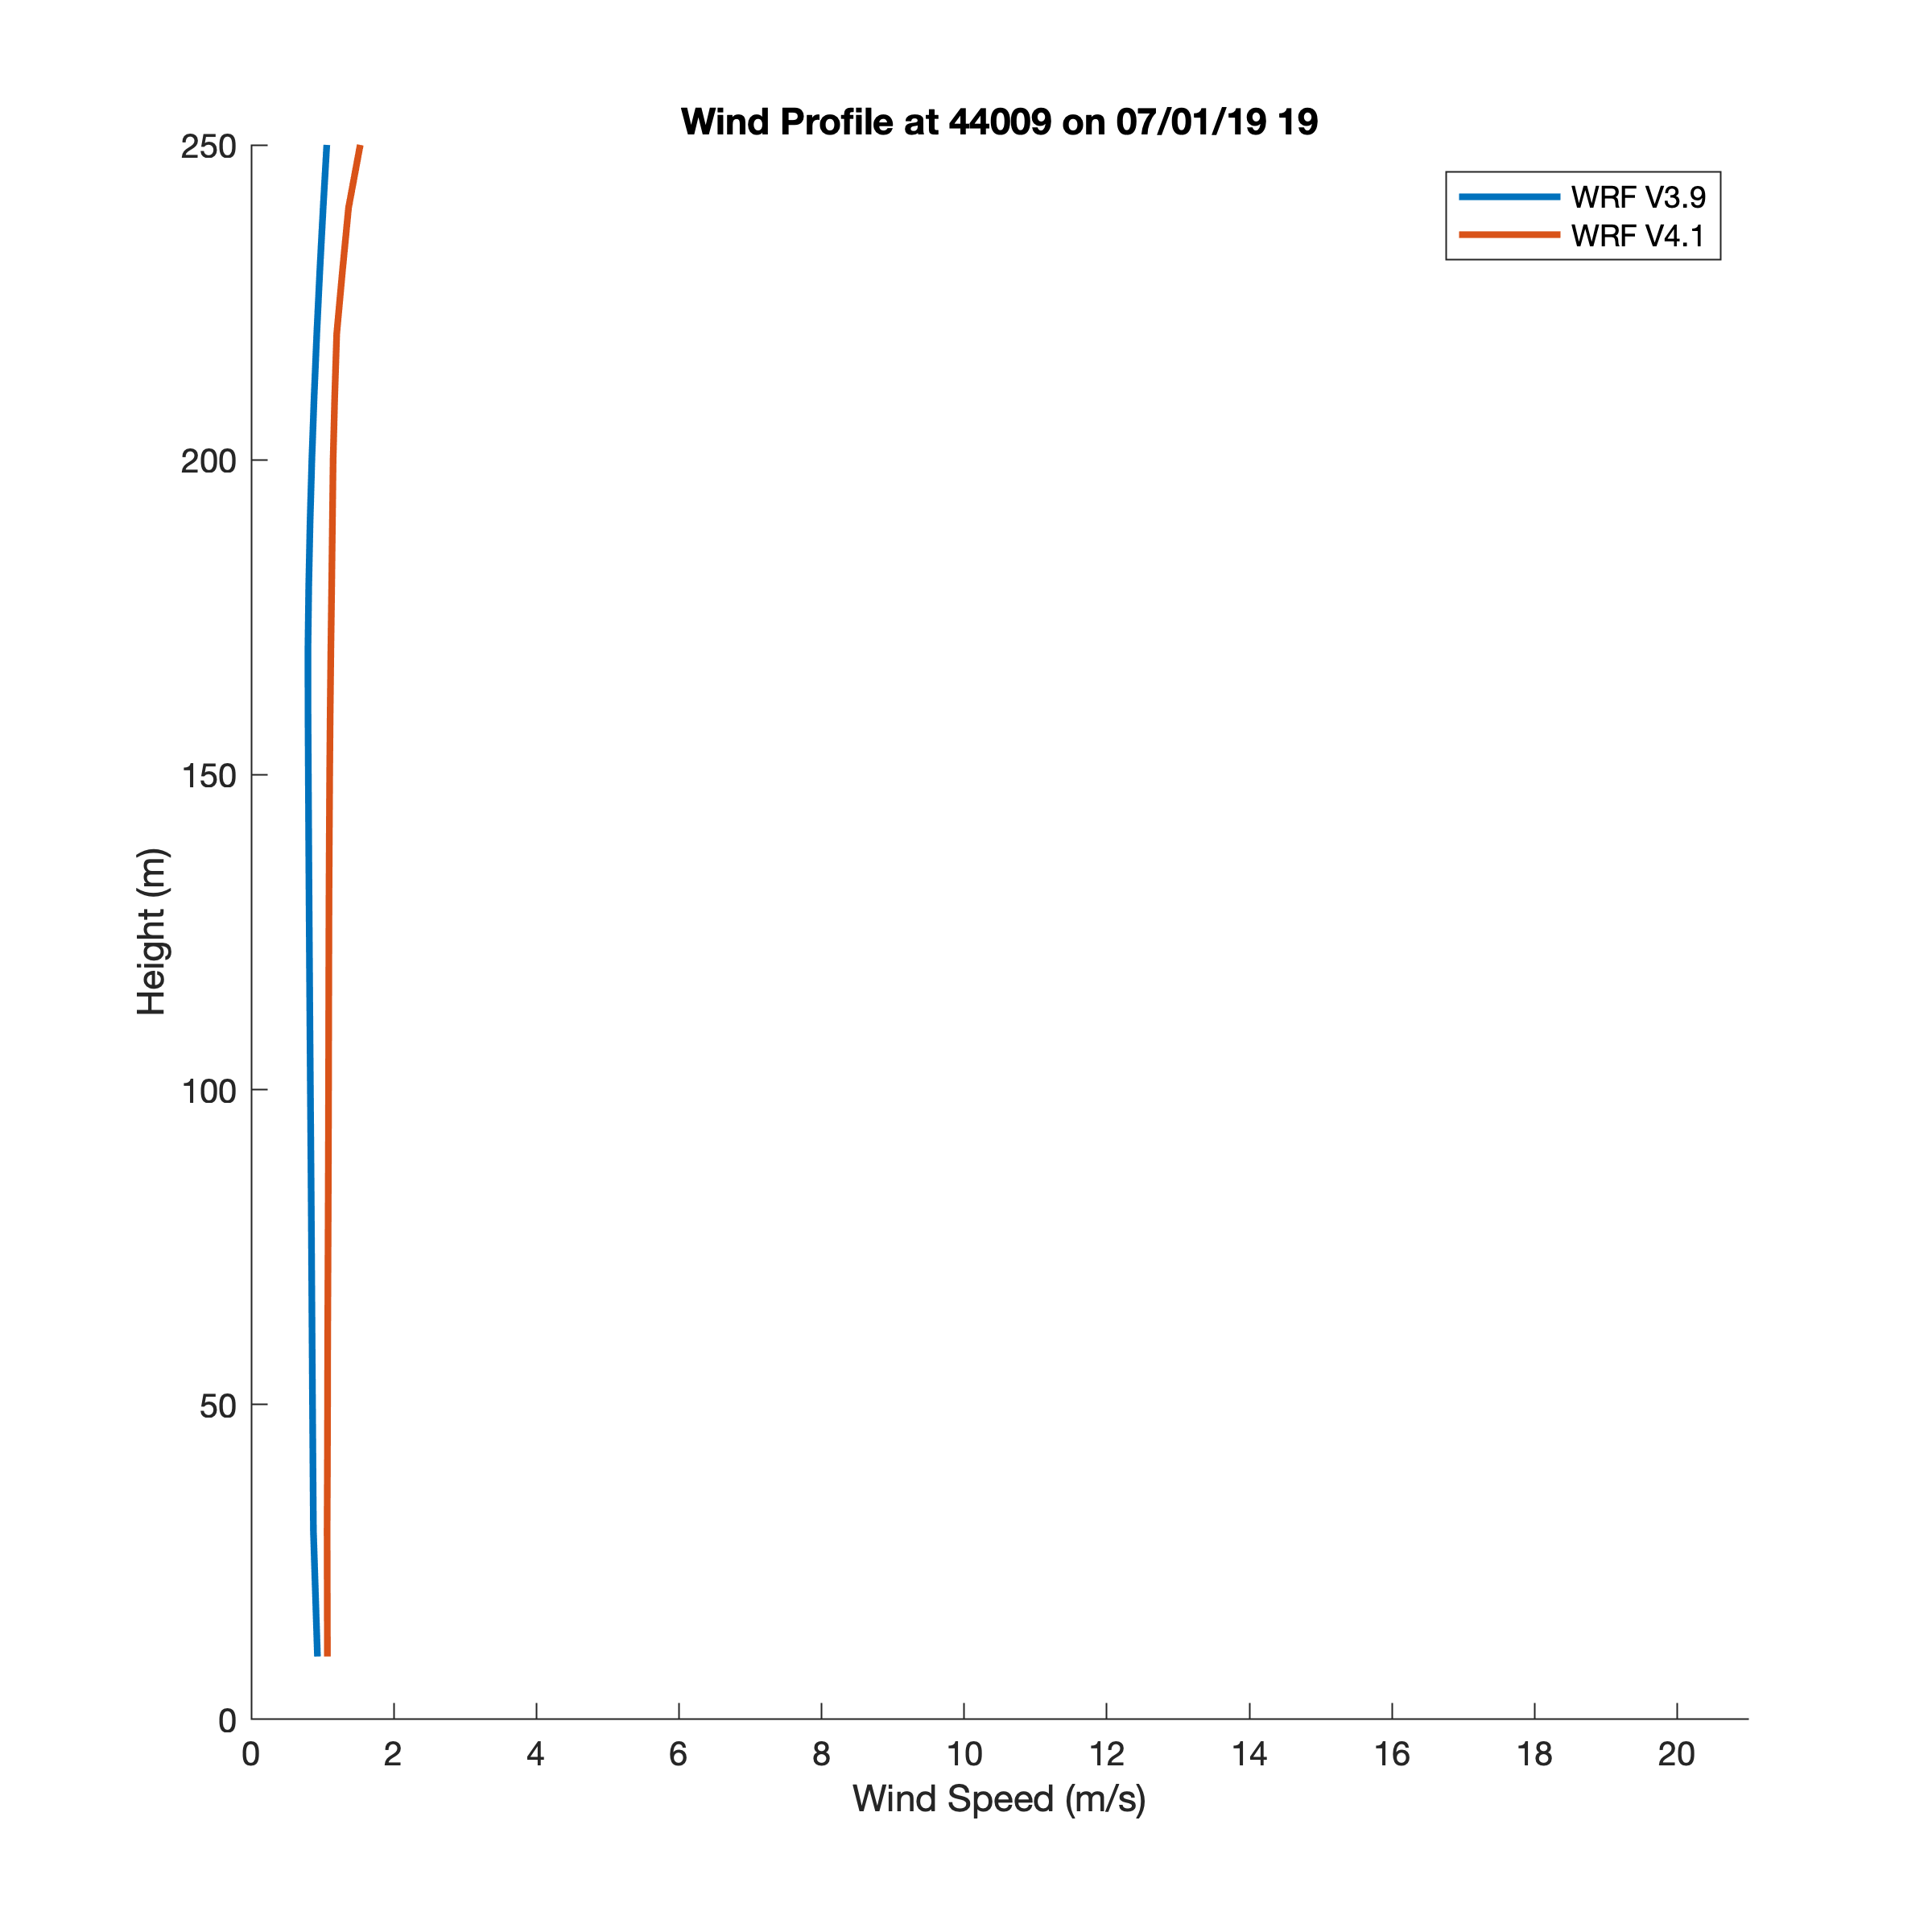 Wind Profile at 4009 on 07/01/19 19
WRF V3.9
WRF V4.1
250
200
150
100
50
0
Height (m)
0 2 4 6 8 10 12 14 16 18 20
Wind Speed (m/s)